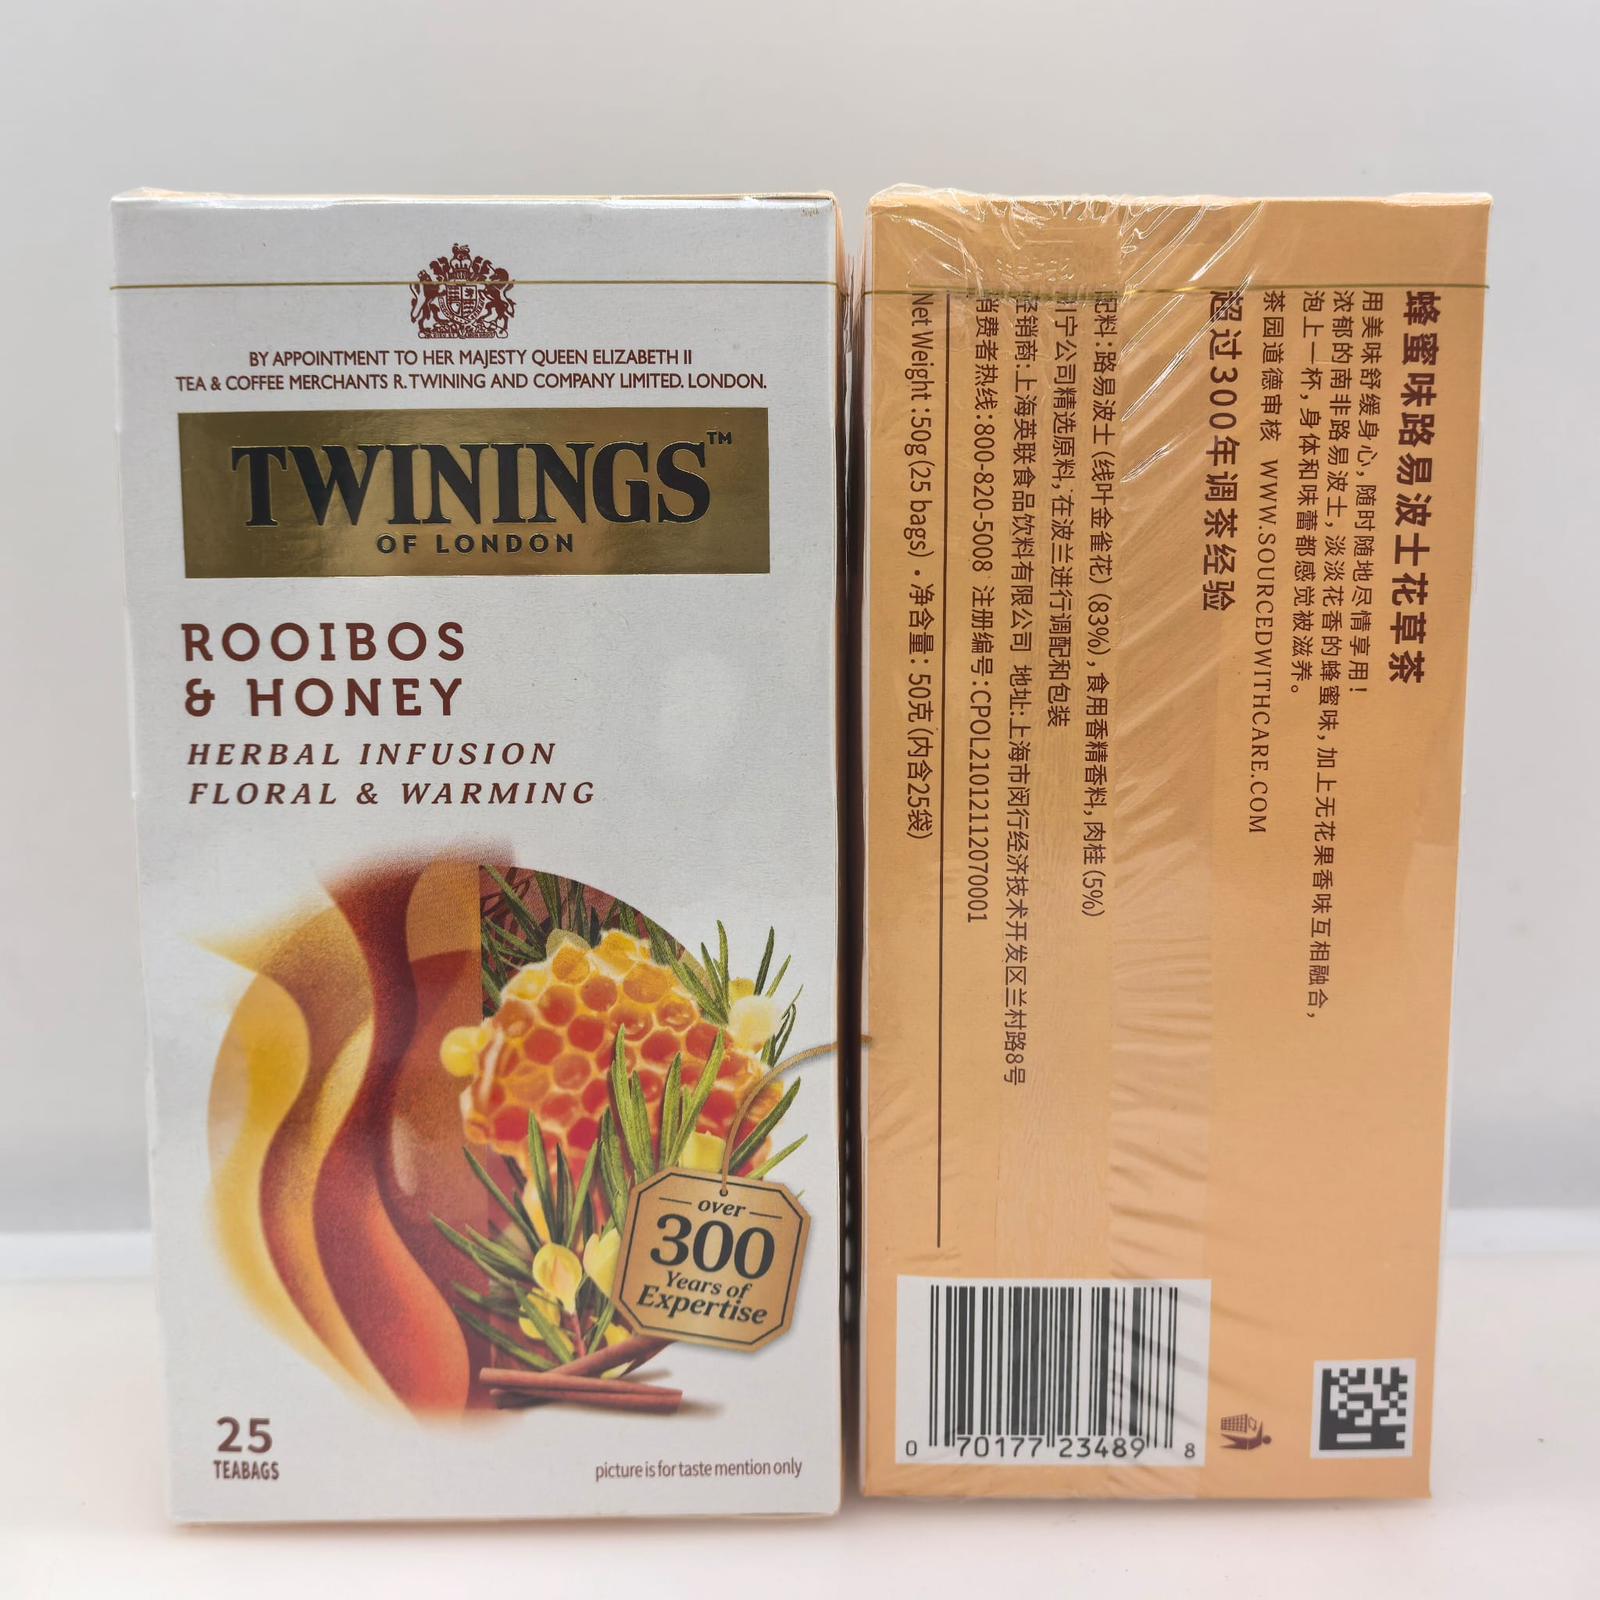 BY APPOINTMENT TO HER MAJESTY QUEEN ELIZABETH II
TEA & COFFEE MERCHANTS R. TWINING AND COMPANY LIMITED. LONDON.
TWININGS™
OF LONDON
ROOIBOS
& HONEY
HERBAL INFUSION
FLORAL & WARMING
over
300
Years of
Expertise
25
TEABAGS
picture is for taste mention only
蜂蜜味路易波士花草茶
用美味舒缓身心，随时随地尽情享用！
浓郁的南非路易波士，淡淡花香的蜂蜜味，加上无花果香味互相融合，
泡上一杯，身体和味蕾都感觉被滋养。
茶园道德审核 WWW.SOURCEDWITHCARE.COM
超过300年调茶经验
配料：路易波士（线叶金雀花）（83%），食用香精香料，肉桂（5%）
川宁公司精选原料，在波兰进行调配和包装
经销商：上海英联食品饮料有限公司 地址：上海市闵行经济技术开发区兰村路8号
消费者热线：800-820-5008 注册编号：CPOL21012112070001
Net Weight :50g (25 bags) • 净含量：50克（内含25袋）
0 70177 23489 8